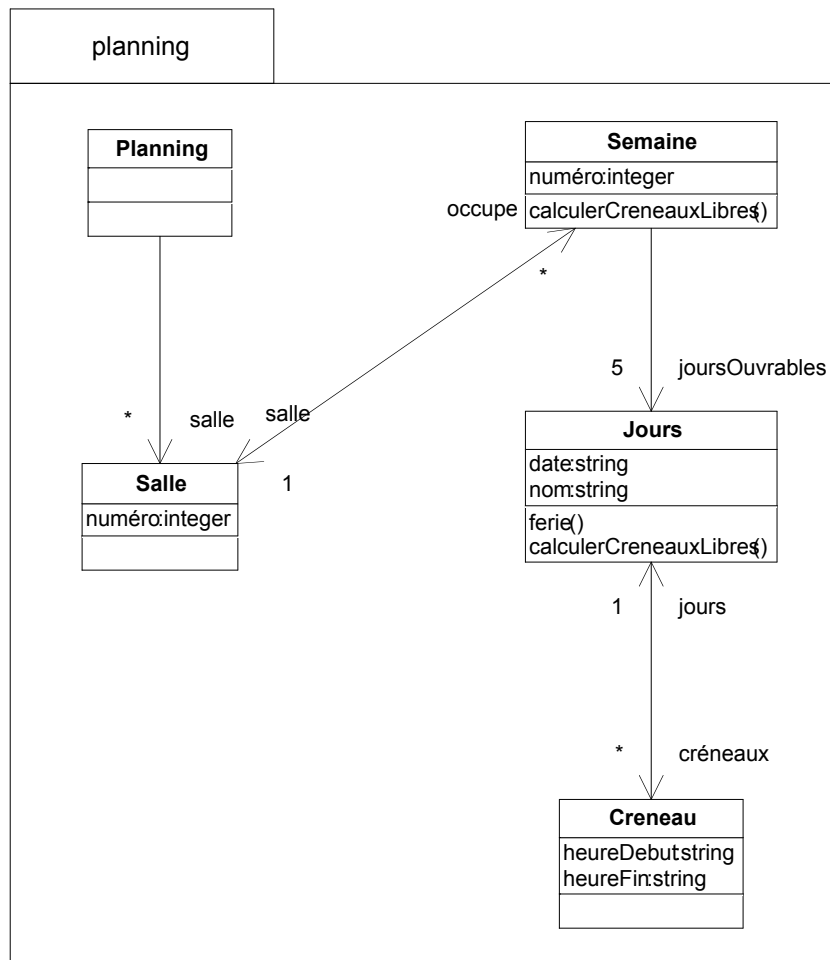 planning
Planning
Semaine
numéro:integer
calculerCreneauxLibres()
occupe
*
5
joursOuvrables
*
salle
salle
1
Salle
numéro:integer
Jours
date:string
nom:string
ferie()
calculerCreneauxLibres()
1
jours
*
créneaux
Creneau
heureDebut:string
heureFin:string